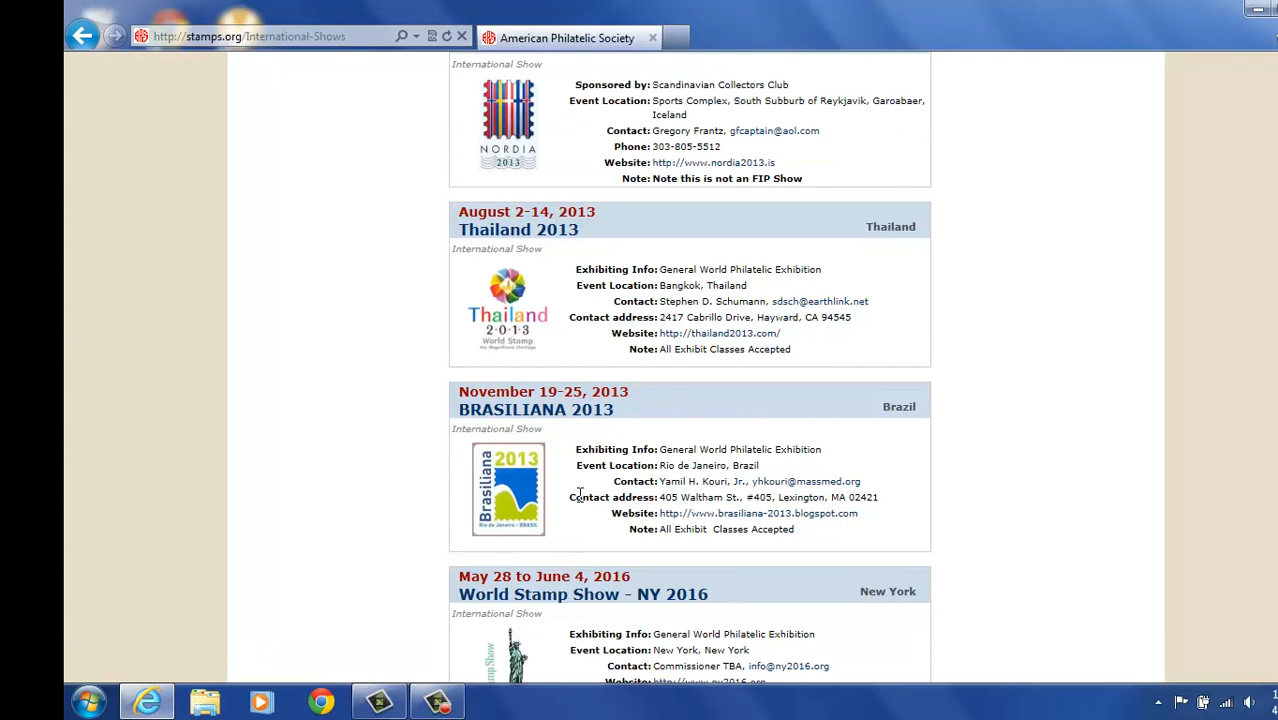 http://stamps.org/International-Shows
American Philatelic Society
International Show
Sponsored by: Scandinavian Collectors Club
Event Location: Sports Complex, South Subburb of Reykjavik, Garoabaer,
Iceland
Contact: Gregory Frantz, gfcaptain@aol.com
Phone: 303-805-5512
Website: http://www.nordia2013.is
Note: Note this is not an FIP Show
NORDIA
2013
August 2-14, 2013
Thailand 2013
Thailand
International Show
Exhibiting Info: General World Philatelic Exhibition
Event Location: Bangkok, Thailand
Contact: Stephen D. Schumann, sdsch@earthlink.net
Contact address: 2417 Cabrillo Drive, Hayward, CA 94545
Website: http://thailand2013.com/
Note: All Exhibit Classes Accepted
Thailand
2·0·1·3
World Stamp
the Magnificent Heritage
November 19-25, 2013
BRASILIANA 2013
Brazil
International Show
Exhibiting Info: General World Philatelic Exhibition
Event Location: Rio de Janeiro, Brazil
Contact: Yamil H. Kouri, Jr., yhkouri@massmed.org
Contact address: 405 Waltham St., #405, Lexington, MA 02421
Website: http://www.brasiliana-2013.blogspot.com
Note: All Exhibit Classes Accepted
2013
Brasiliana
Rio de Janeiro - BRASIL
May 28 to June 4, 2016
World Stamp Show - NY 2016
New York
International Show
Exhibiting Info: General World Philatelic Exhibition
Event Location: New York, New York
Contact: Commissioner TBA, info@ny2016.org
Website: http://www.ny2016.org